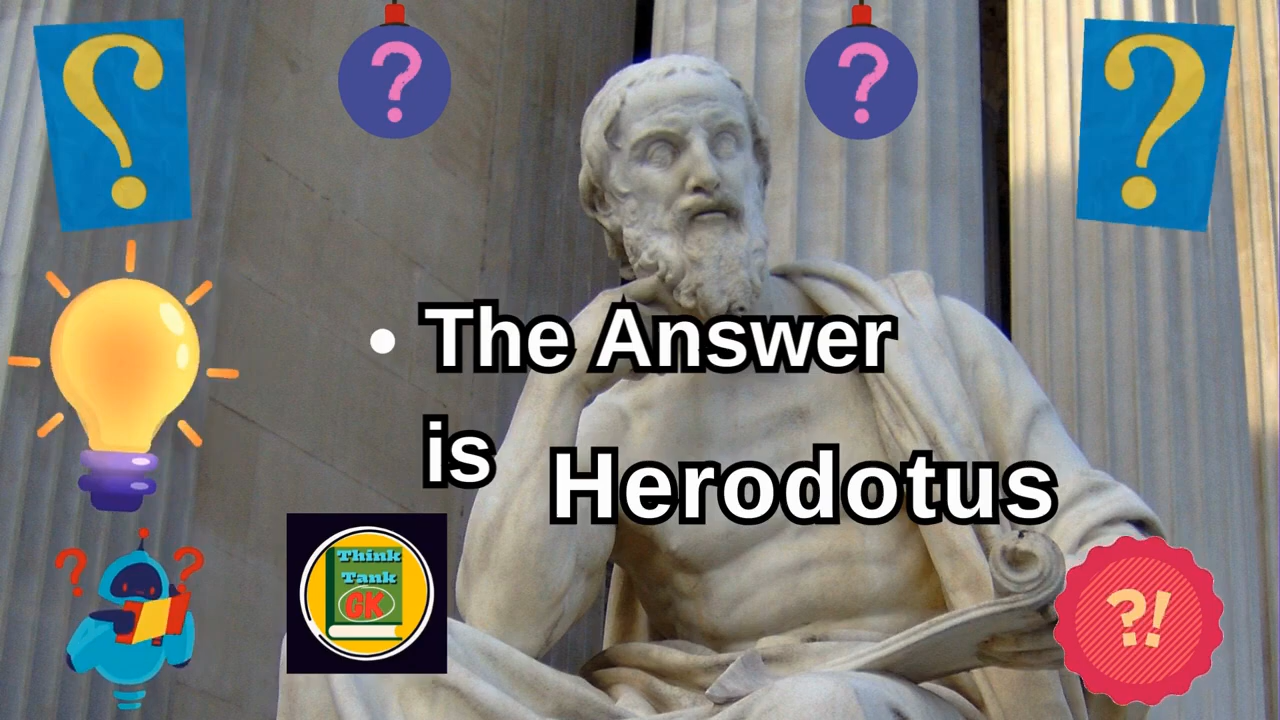 ?
?
?
?
• The Answer
is Herodotus
? ?
Think
Tank
GK
?!